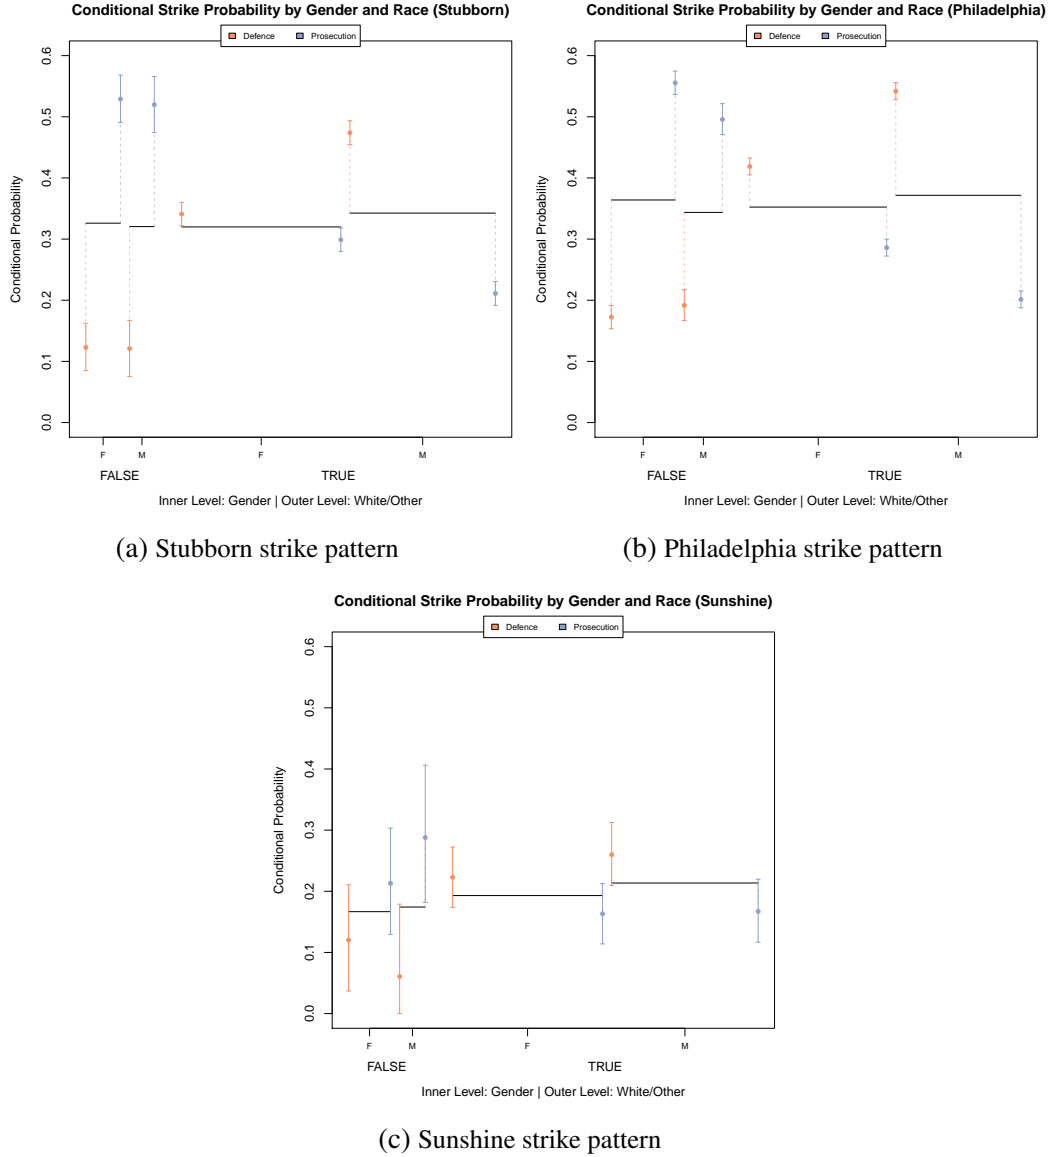 Conditional Strike Probability by Gender and Race (Stubborn)
Defence Prosecution
0.6
0.5
0.4
0.3
0.2
0.1
0.0
Conditional Probability
F M F M
FALSE TRUE
Inner Level: Gender | Outer Level: White/Other
(a) Stubborn strike pattern
Conditional Strike Probability by Gender and Race (Philadelphia)
Defence Prosecution
0.6
0.5
0.4
0.3
0.2
0.1
0.0
Conditional Probability
F M F M
FALSE TRUE
Inner Level: Gender | Outer Level: White/Other
(b) Philadelphia strike pattern
Conditional Strike Probability by Gender and Race (Sunshine)
Defence Prosecution
0.6
0.5
0.4
0.3
0.2
0.1
0.0
Conditional Probability
F M F M
FALSE TRUE
Inner Level: Gender | Outer Level: White/Other
(c) Sunshine strike pattern